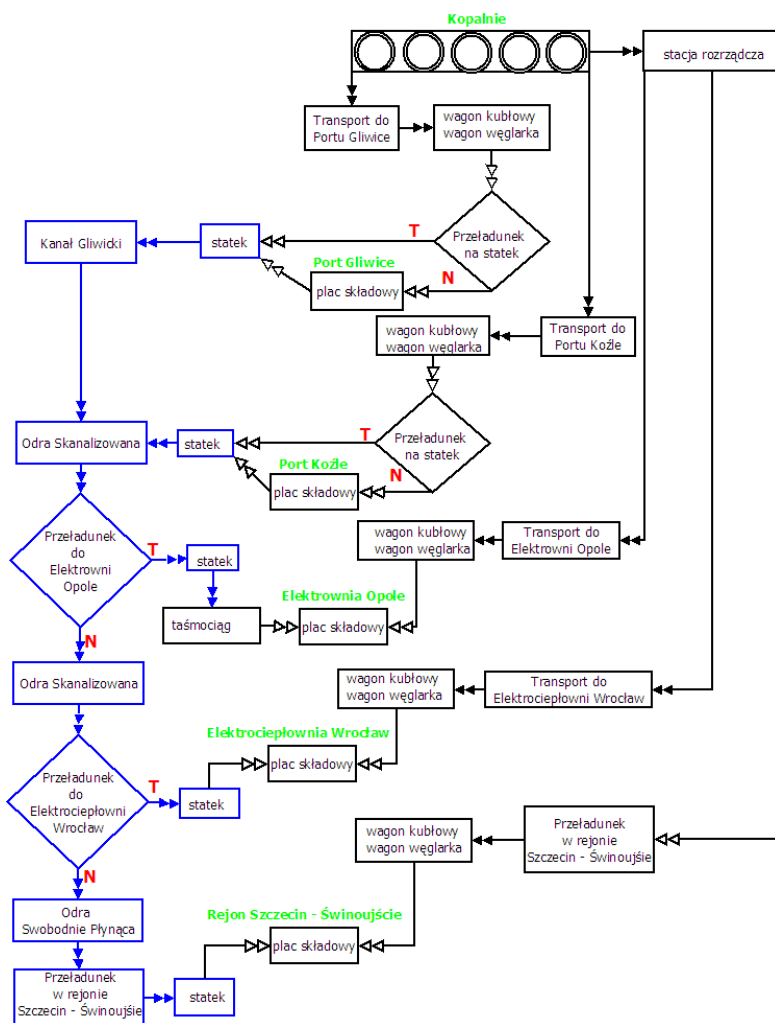 Kopalnie
stacja rozrządcza
Transport do
Portu Gliwice
wagon kubłowy
wagon węglarka
T
Przeładunek
na statek
Kanał Gliwicki
statek
Port Gliwice
N
plac składowy
wagon kubłowy
wagon węglarka
Transport do
Portu Koźle
Odra Skanalizowana
statek
T
Przeładunek
na statek
Port Koźle
N
plac składowy
Przeładunek
do
Elektrowni
Opole
T
statek
wagon kubłowy
wagon węglarka
Transport do
Elektrowni Opole
Elektrownia Opole
taśmociąg
plac składowy
N
Odra Skanalizowana
wagon kubłowy
wagon węglarka
Transport do
Elektrociepłowni Wrocław
Elektrociepłownia Wrocław
plac składowy
Przeładunek
do
Elektrociepłowni
Wrocław
T
statek
wagon kubłowy
wagon węglarka
Przeładunek
w rejonie
Szczecin - Świnoujśie
N
Odra
Swobodnie Płynąca
Rejon Szczecin - Świnoujście
plac składowy
Przeładunek
w rejonie
Szczecin - Świnoujśie
statek